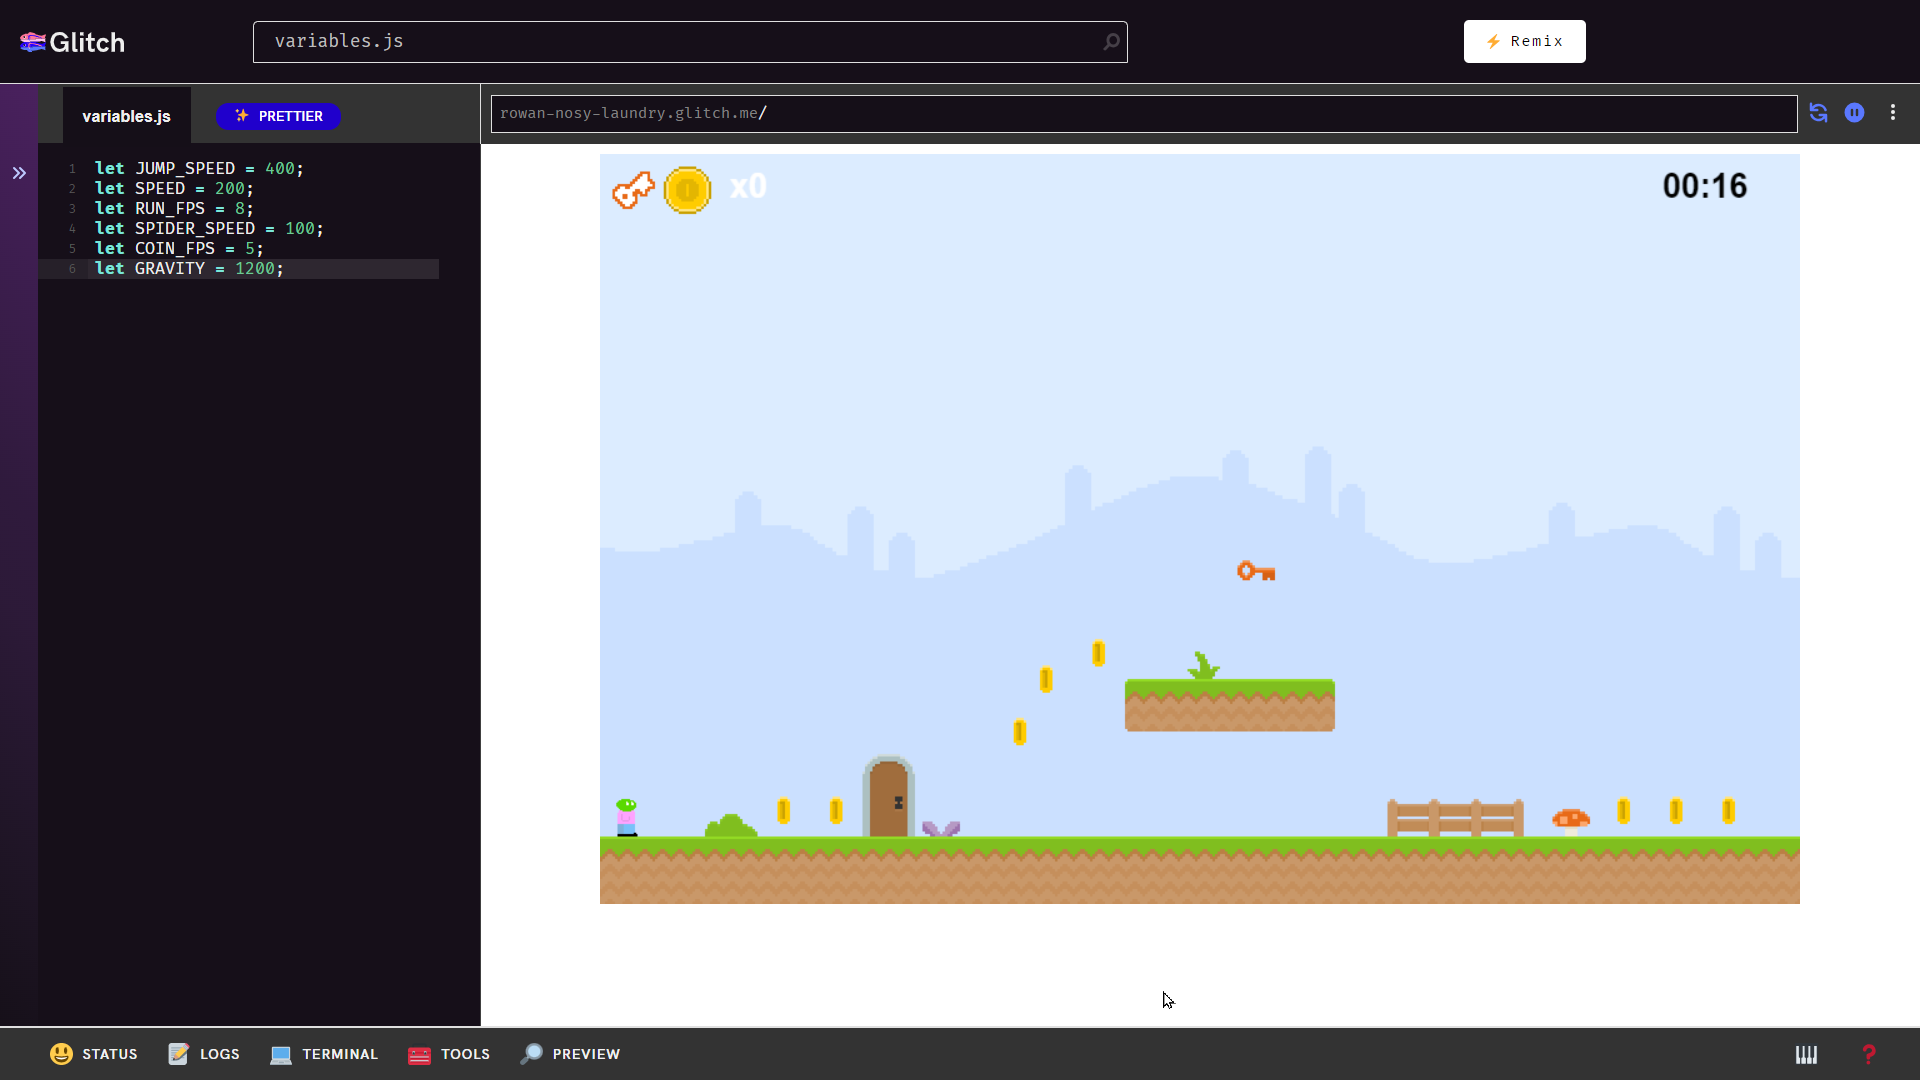 Glitch
variables.js
⚡ Remix
variables.js
✨ PRETTIER
rowan-nosy-laundry.glitch.me/
1 let JUMP_SPEED = 400;
2 let SPEED = 200;
3 let RUN_FPS = 8;
4 let SPIDER_SPEED = 100;
5 let COIN_FPS = 5;
6 let GRAVITY = 1200;
x0
00:16
STATUS
LOGS
TERMINAL
TOOLS
PREVIEW
?